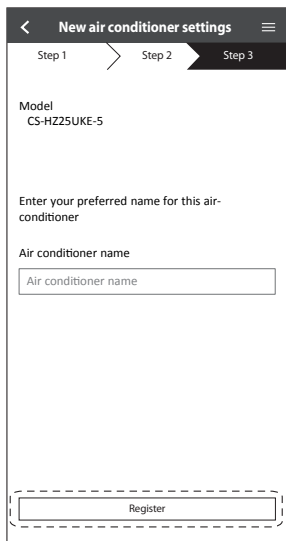 New air conditioner settings
Step 1 Step 2 Step 3
Model
CS-HZ25UKE-5
Enter your preferred name for this air-
conditioner
Air conditioner name
Air conditioner name
Register